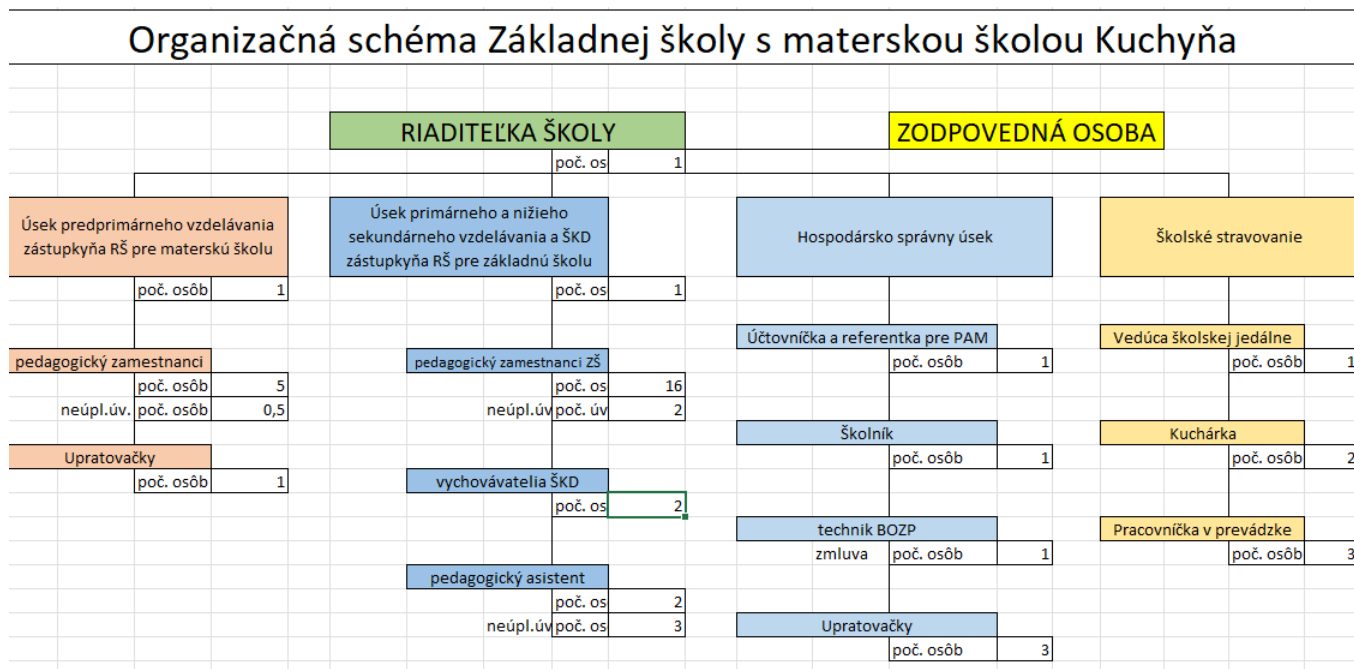 Organizačná schéma Základnej školy s materskou školou Kuchyňa
RIADITEĽKA ŠKOLY
ZODPOVEDNÁ OSOBA
poč. os 1
Úsek predprimárneho vzdelávania
zástupkyňa RŠ pre materskú školu
poč. osôb 1
pedagogický zamestnanci
poč. osôb 5
neúpl.úv. poč. osôb 0,5
Upratovačky
poč. osôb 1
Úsek primárneho a nižieho
sekundárneho vzdelávania a ŠKD
zástupkyňa RŠ pre základnú školu
poč. os 1
pedagogický zamestnanci ZŠ
poč. os 16
neúpl.úv poč. úv 2
vychovávatelia ŠKD
poč. os 2
pedagogický asistent
poč. os 2
neúpl.úv poč. os 3
Hospodársko správny úsek
Účtovníčka a referentka pre PAM
poč. osôb 1
Školník
poč. osôb 1
technik BOZP
zmluva poč. osôb 1
Upratovačky
poč. osôb 3
Školské stravovanie
Vedúca školskej jedálne
poč. osôb 1
Kuchárka
poč. osôb 2
Pracovníčka v prevádzke
poč. osôb 3